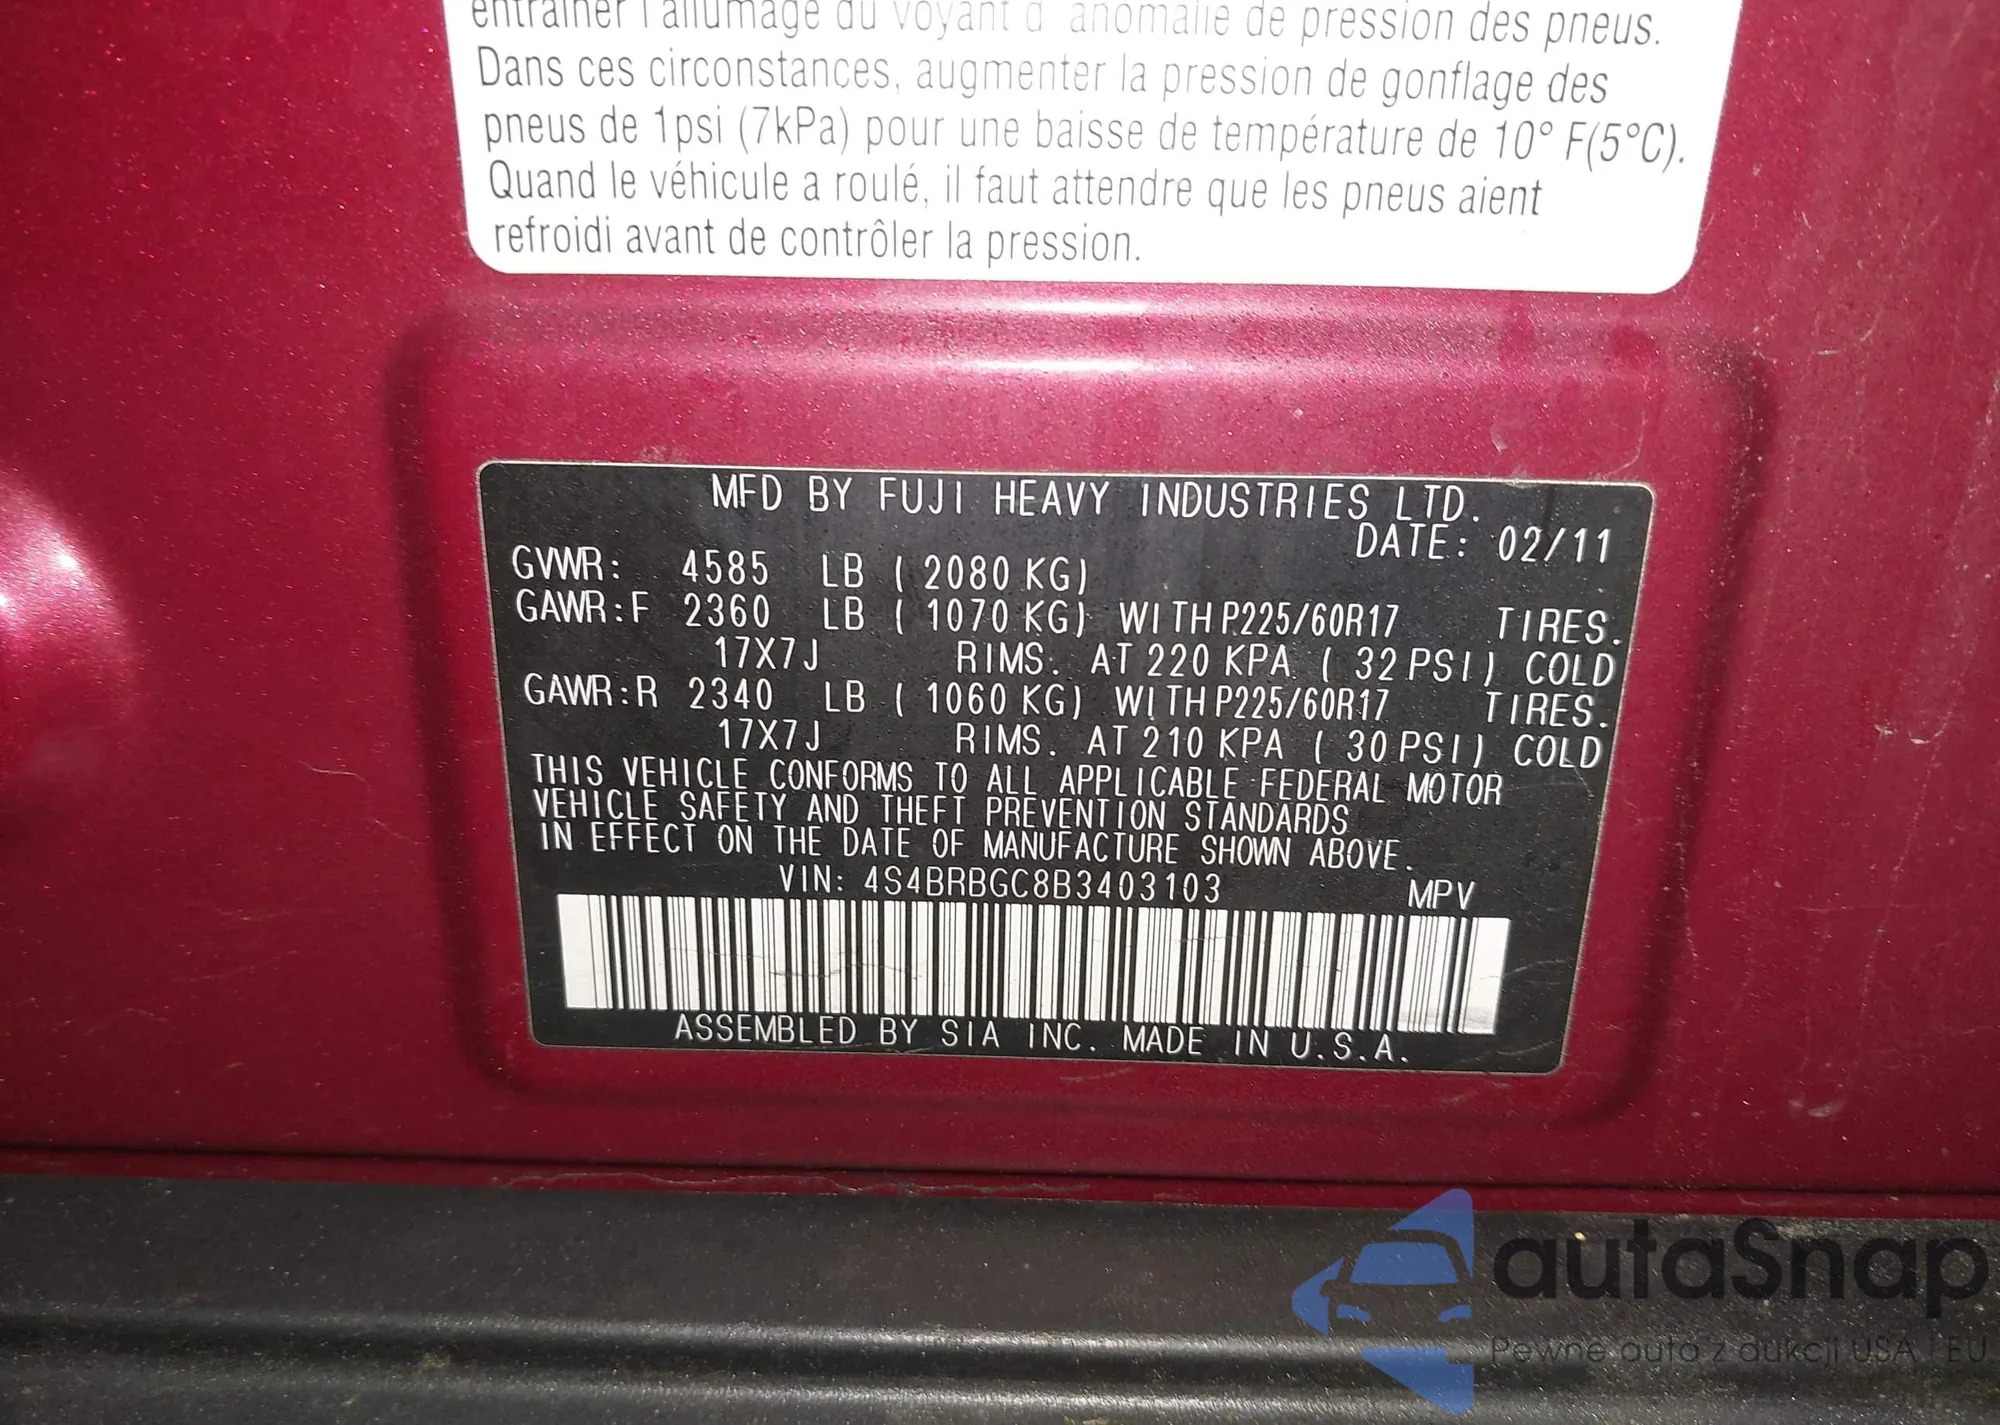 entraîner l'allumage du voyant d' anomalie de pression des pneus.
Dans ces circonstances, augmenter la pression de gonflage des
pneus de 1psi (7kPa) pour une baisse de température de 10° F(5°C).
Quand le véhicule a roulé, il faut attendre que les pneus aient
refroidi avant de contrôler la pression.
MFD BY FUJI HEAVY INDUSTRIES LTD.
DATE: 02/11
GVWR: 4585 LB ( 2080 KG)
GAWR:F 2360 LB ( 1070 KG) WITH P225/60R17 TIRES.
17X7J RIMS. AT 220 KPA ( 32 PSI) COLD
GAWR:R 2340 LB ( 1060 KG) WITH P225/60R17 TIRES.
17X7J RIMS. AT 210 KPA ( 30 PSI) COLD
THIS VEHICLE CONFORMS TO ALL APPLICABLE FEDERAL MOTOR
VEHICLE SAFETY AND THEFT PREVENTION STANDARDS
IN EFFECT ON THE DATE OF MANUFACTURE SHOWN ABOVE.
VIN: 4S4BRBGC8B3403103 MPV
ASSEMBLED BY SIA INC. MADE IN U.S.A.
autaSnap
Pewne auta z aukcji USA i EU